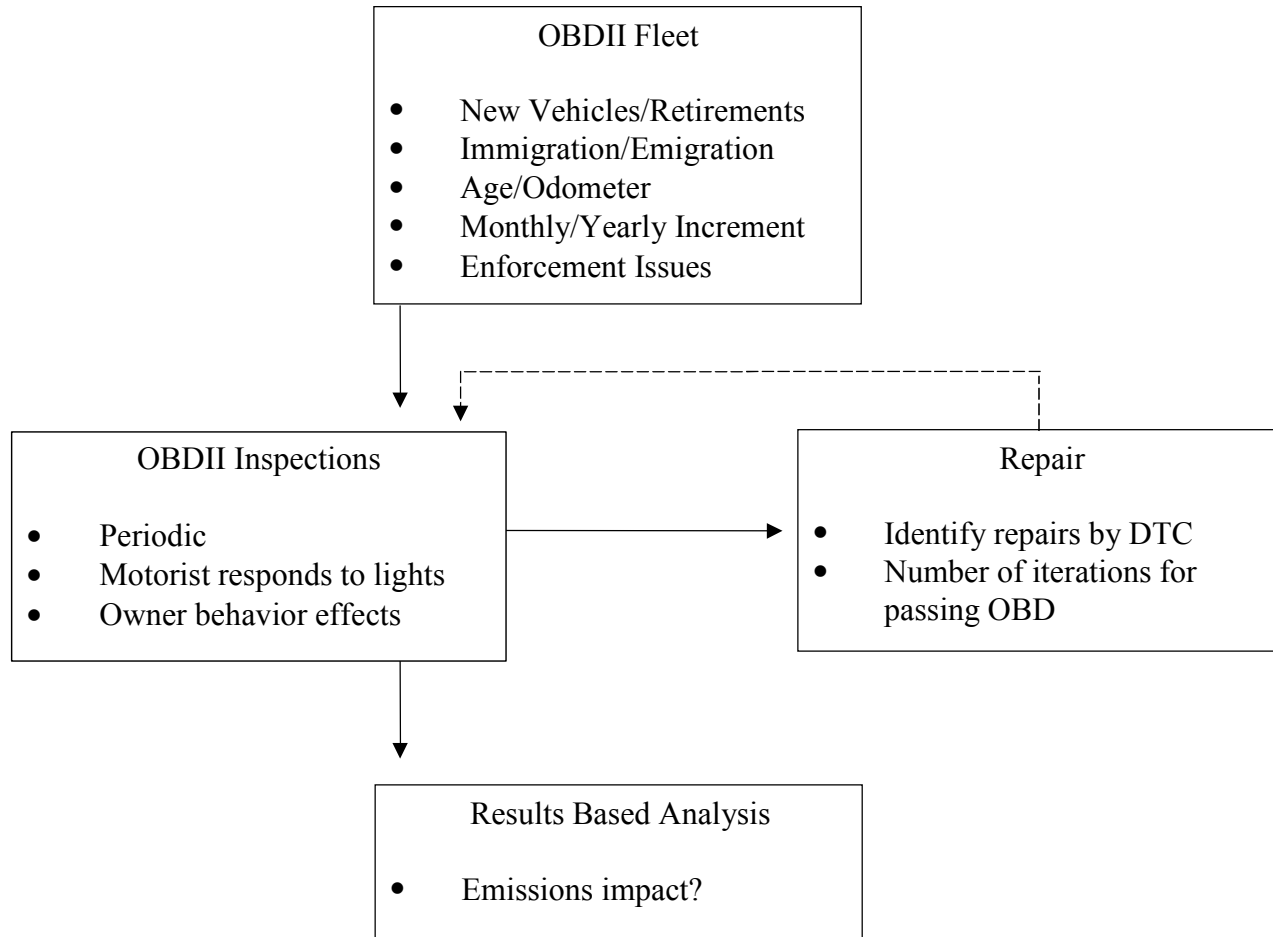 OBDII Fleet
• New Vehicles/Retirements
• Immigration/Emigration
• Age/Odometer
• Monthly/Yearly Increment
• Enforcement Issues
OBDII Inspections
• Periodic
• Motorist responds to lights
• Owner behavior effects
Repair
• Identify repairs by DTC
• Number of iterations for
passing OBD
Results Based Analysis
• Emissions impact?